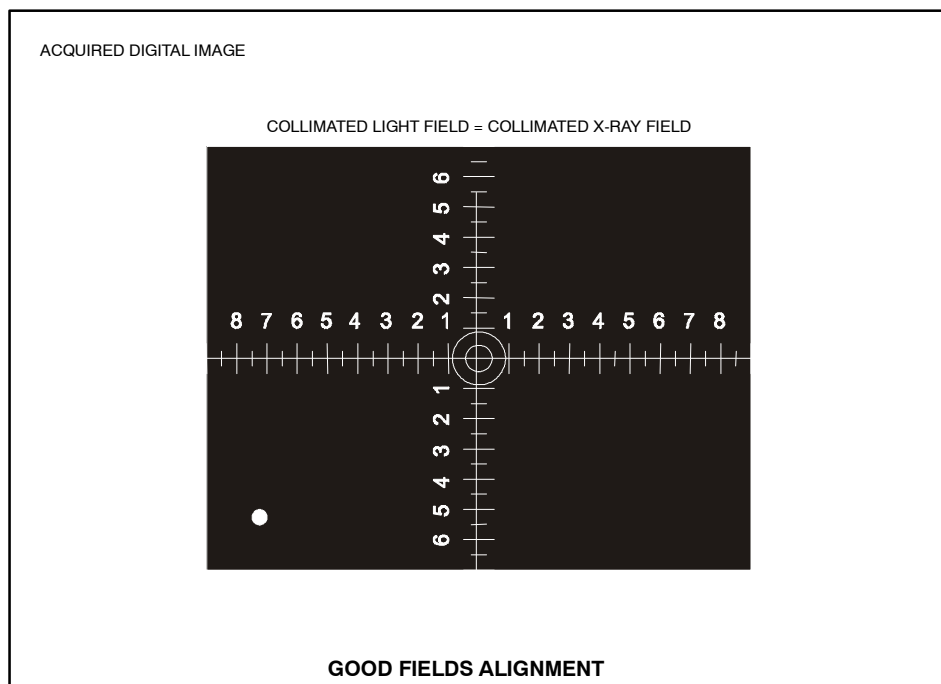 ACQUIRED DIGITAL IMAGE
COLLIMATED LIGHT FIELD = COLLIMATED X-RAY FIELD
6
5
4
3
2
8 7 6 5 4 3 2 1 1 2 3 4 5 6 7 8
1
2
3
4
5
6
GOOD FIELDS ALIGNMENT